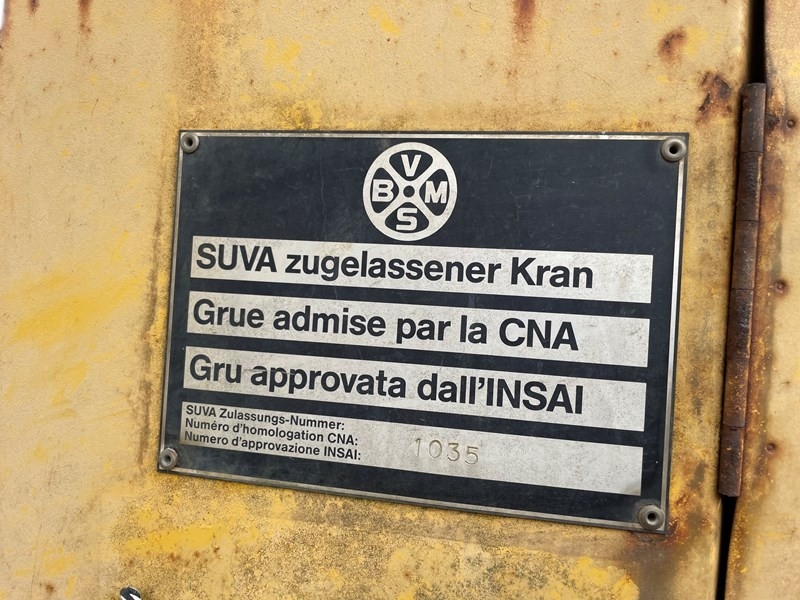 V
B M
S
SUVA zugelassener Kran
Grue admise par la CNA
Gru approvata dall'INSAI
SUVA Zulassungs-Nummer:
Numéro d'homologation CNA:
Numero d'approvazione INSAI:
1035